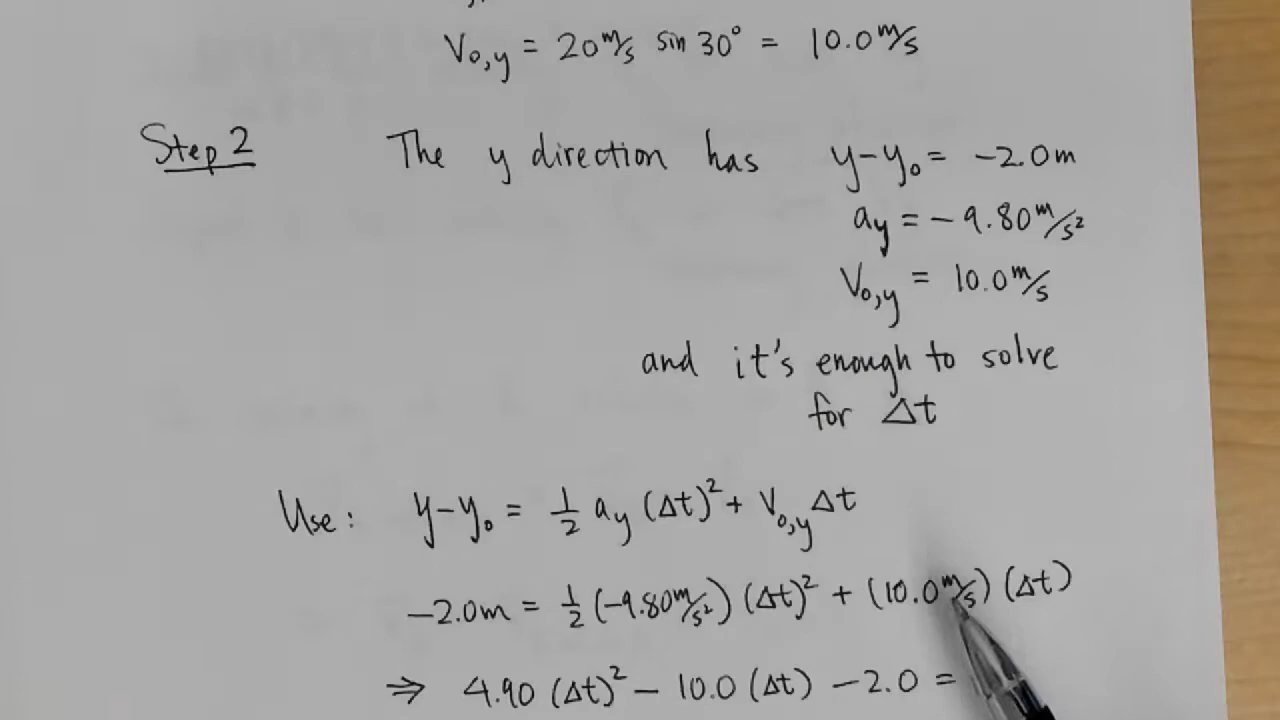 V₀,y = 20 m/s sin 30° = 10.0 m/s
Step 2 The y direction has y-y₀ = -2.0m
ay = -9.80 m/s²
V₀,y = 10.0 m/s
and it's enough to solve
for Δt
Use: y-y₀ = 1/2 ay (Δt)² + V₀,y Δt
-2.0m = 1/2 (-9.80 m/s²) (Δt)² + (10.0 m/s) (Δt)
⇒ 4.90 (Δt)² - 10.0 (Δt) - 2.0 =